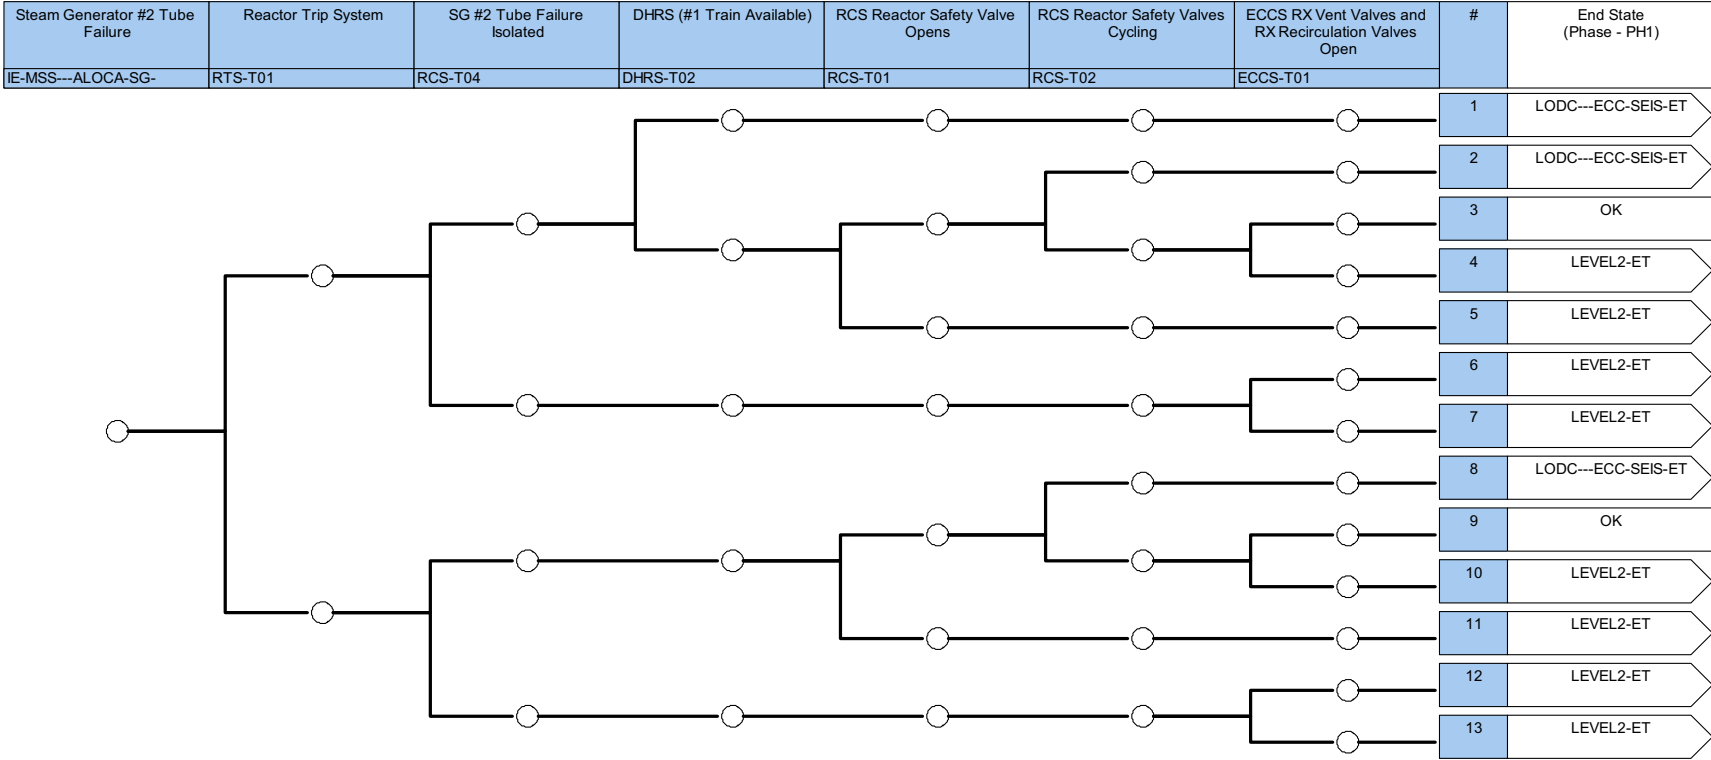 Steam Generator #2 Tube
Failure
Reactor Trip System
SG #2 Tube Failure
Isolated
DHRS (#1 Train Available)
RCS Reactor Safety Valve
Opens
RCS Reactor Safety Valves
Cycling
ECCS RX Vent Valves and
RX Recirculation Valves
Open
#
End State
(Phase - PH1)
IE-MSS---ALOCA-SG-
RTS-T01
RCS-T04
DHRS-T02
RCS-T01
RCS-T02
ECCS-T01
1 LODC---ECC-SEIS-ET
2 LODC---ECC-SEIS-ET
3 OK
4 LEVEL2-ET
5 LEVEL2-ET
6 LEVEL2-ET
7 LEVEL2-ET
8 LODC---ECC-SEIS-ET
9 OK
10 LEVEL2-ET
11 LEVEL2-ET
12 LEVEL2-ET
13 LEVEL2-ET